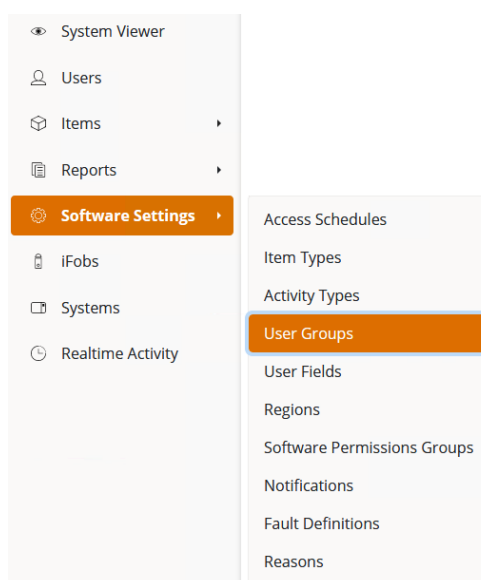 System Viewer
Users
Items
Reports
Software Settings
iFobs
Systems
Realtime Activity
Access Schedules
Item Types
Activity Types
User Groups
User Fields
Regions
Software Permissions Groups
Notifications
Fault Definitions
Reasons